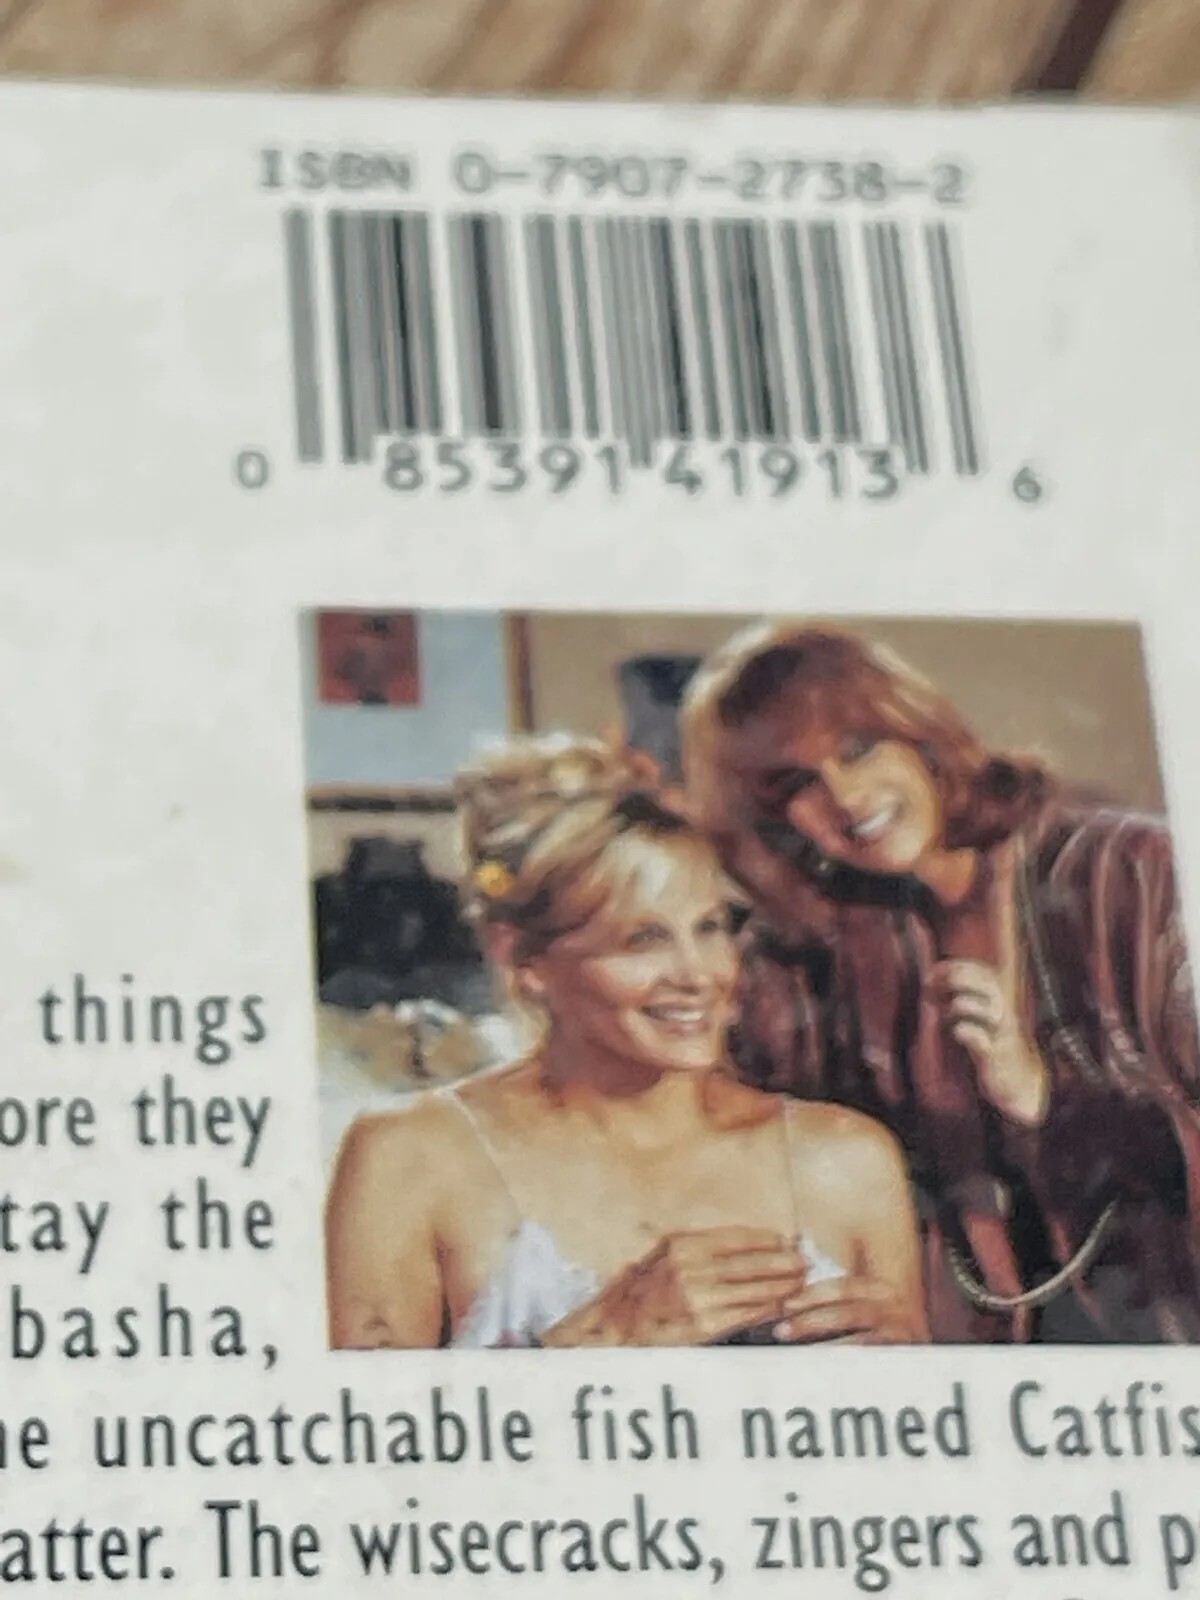 ISBN 0-7907-2738-2
0 85391 41913 6
things
ore they
tay the
basha,
ne uncatchable fish named Catfis
atter. The wisecracks, zingers and p